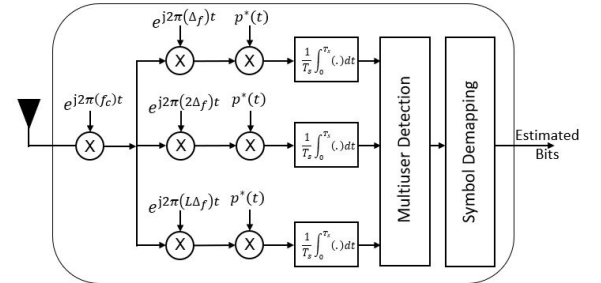 e^{j2π(Δ_f)t} p*(t)
X X 1/T_s ∫_0^{T_s} (.)dt
e^{j2π(f_c)t} e^{j2π(2Δ_f)t} p*(t)
X X X 1/T_s ∫_0^{T_s} (.)dt
e^{j2π(LΔ_f)t} p*(t)
X X 1/T_s ∫_0^{T_s} (.)dt
Multiuser Detection
Symbol Demapping
Estimated
Bits